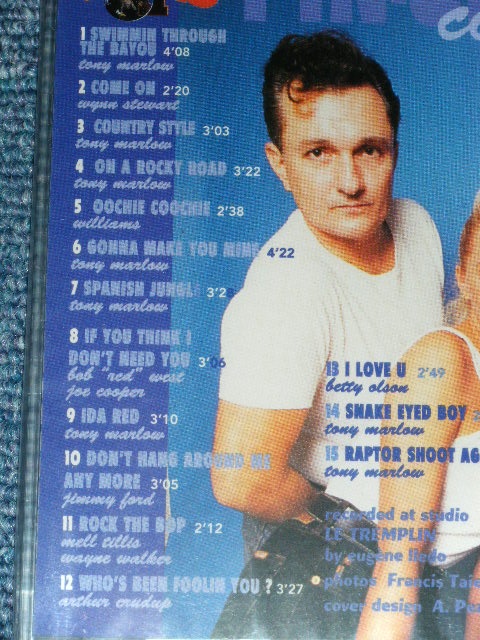 1 SWIMMIN THROUGH
THE BAYOU 4'08
tony marlow
2 COME ON 2'20
wynn stewart
3 COUNTRY STYLE 3'03
tony marlow
4 ON A ROCKY ROAD 3'22
tony marlow
5 OOCHIE COOCHIE 2'38
williams
6 GONNA MAKE YOU MINE 4'22
tony marlow
7 SPANISH JUNGLE
tony marlow
8 IF YOU THINK I
DON'T NEED YOU 3'06
bob "red" west
joe cooper
9 IDA RED 3'10
tony marlow
10 DON'T HANG AROUND ME
ANY MORE 3'05
jimmy ford
11 ROCK THE BOP 2'12
mell tillis
wayne walker
12 WHO'S BEEN FOOLIN YOU ? 3'27
arthur crudup
13 I LOVE U 2'49
betty olson
14 SNAKE EYED BOY
tony marlow
15 RAPTOR SHOOT AG
tony marlow
recorded at studio
LE TREMPLIN
by eugene
photos Francis
cover design A.